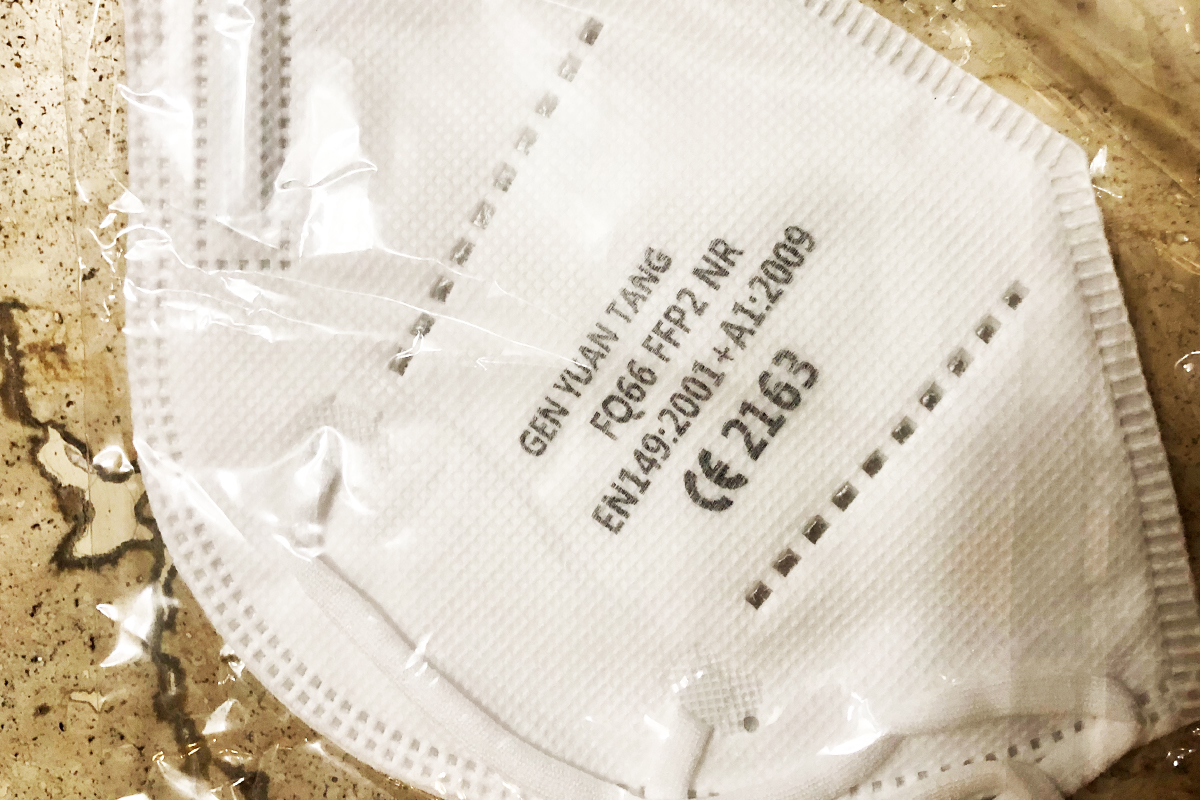 GEN YUAN TANG
FQ66 FFP2 NR
EN149:2001+A1:2009
CE 2163